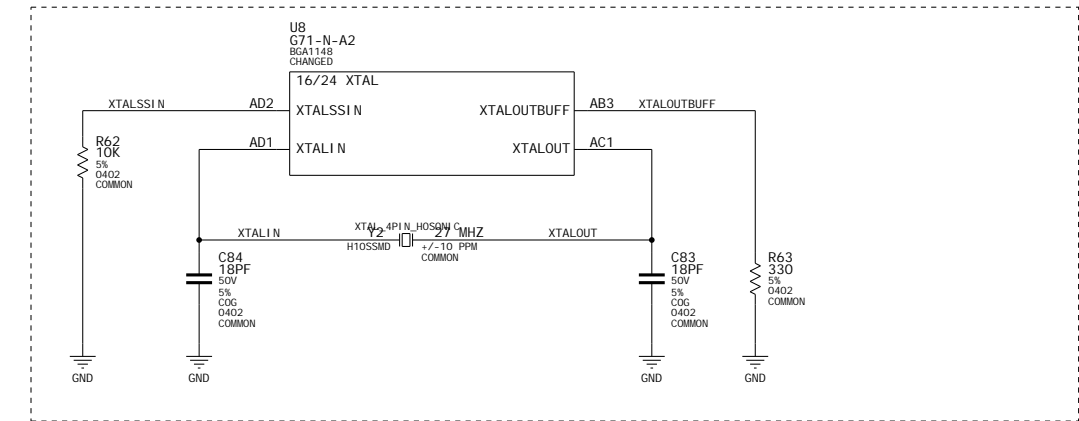 U8
G71-N-A2
BGA1148
CHANGED
16/24 XTAL
XTALSSIN AD2 XTALSSIN XTALOUTBUFF AB3 XTALOUTBUFF
AD1 XTALIN XTALOUT AC1
R62
10K
5%
0402
COMMON
XTAL_4PIN_HOSONIC
XTALIN Y2 27 MHZ XTALOUT
H10SSMD +/-10 PPM
COMMON
C84
18PF
50V
5%
COG
0402
COMMON
C83
18PF
50V
5%
COG
0402
COMMON
R63
330
5%
0402
COMMON
GND GND GND GND